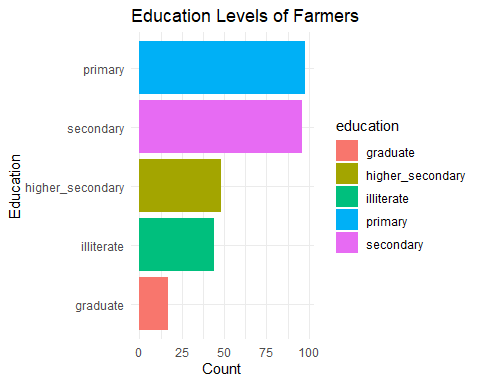 Education Levels of Farmers
Education
primary
secondary
higher_secondary
illiterate
graduate
0 25 50 75 100
Count
education
graduate
higher_secondary
illiterate
primary
secondary